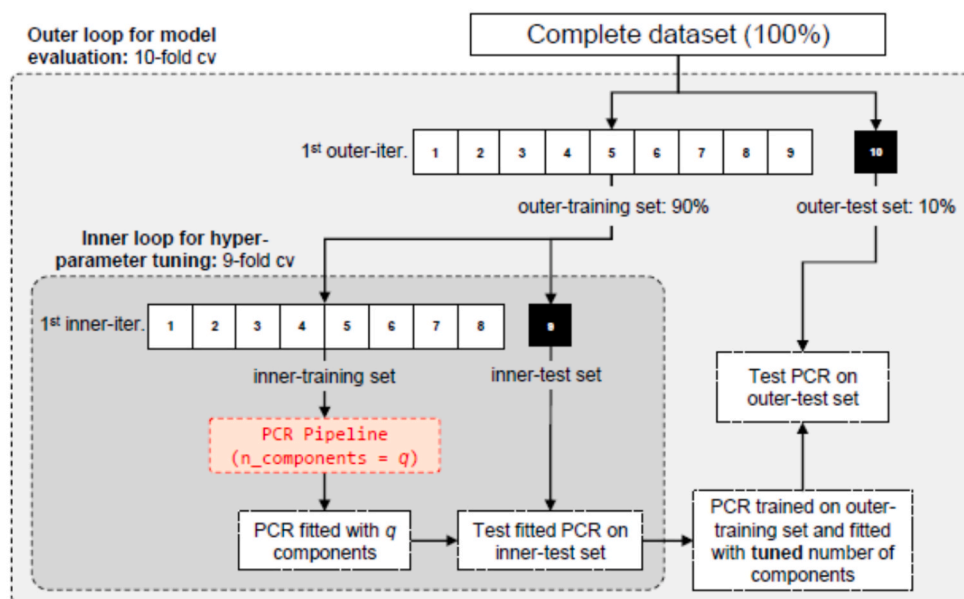 Outer loop for model
evaluation: 10-fold cv
Complete dataset (100%)
1st outer-iter.
1 2 3 4 5 6 7 8 9
10
outer-training set: 90%
outer-test set: 10%
Inner loop for hyper-
parameter tuning: 9-fold cv
1st inner-iter.
1 2 3 4 5 6 7 8
9
inner-training set
inner-test set
PCR Pipeline
(n_components = q)
PCR fitted with q
components
Test fitted PCR on
inner-test set
PCR trained on outer-
training set and fitted
with tuned number of
components
Test PCR on
outer-test set